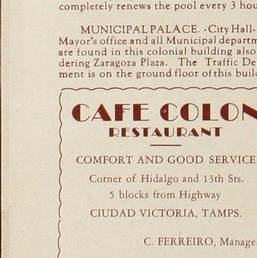 completely renews the pool every 3 hou
MUNICIPAL PALACE. -City Hall-
Mayor's office and all Municipal departm
are found in this colonial building also
dering Zaragoza Plaza. The Traffic De
ment is on the ground floor of this buil
CAFE COLON
RESTAURANT
COMFORT AND GOOD SERVICE
Corner of Hidalgo and 13th Sts.
5 blocks from Highway
CIUDAD VICTORIA, TAMPS.
C. FERREIRO, Manage